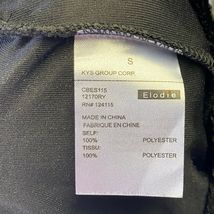 S
KYS GROUP CORP.
CBES115
12170RY
RN# 124115
Elodie
MADE IN CHINA
FABRIQUE EN CHINE
SELF:
100% POLYESTER
TISSU:
100% POLYESTER